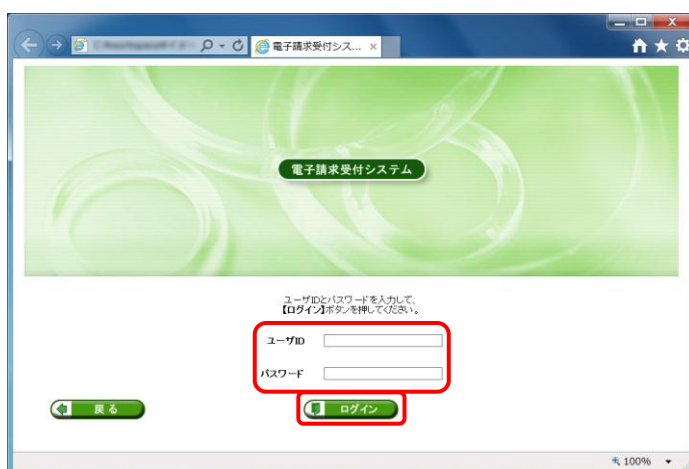 電子請求受付シス...
電子請求受付システム
ユーザIDとパスワードを入力して、
【ログイン】ボタンを押してください。
ユーザID
パスワード
戻る
ログイン
100%